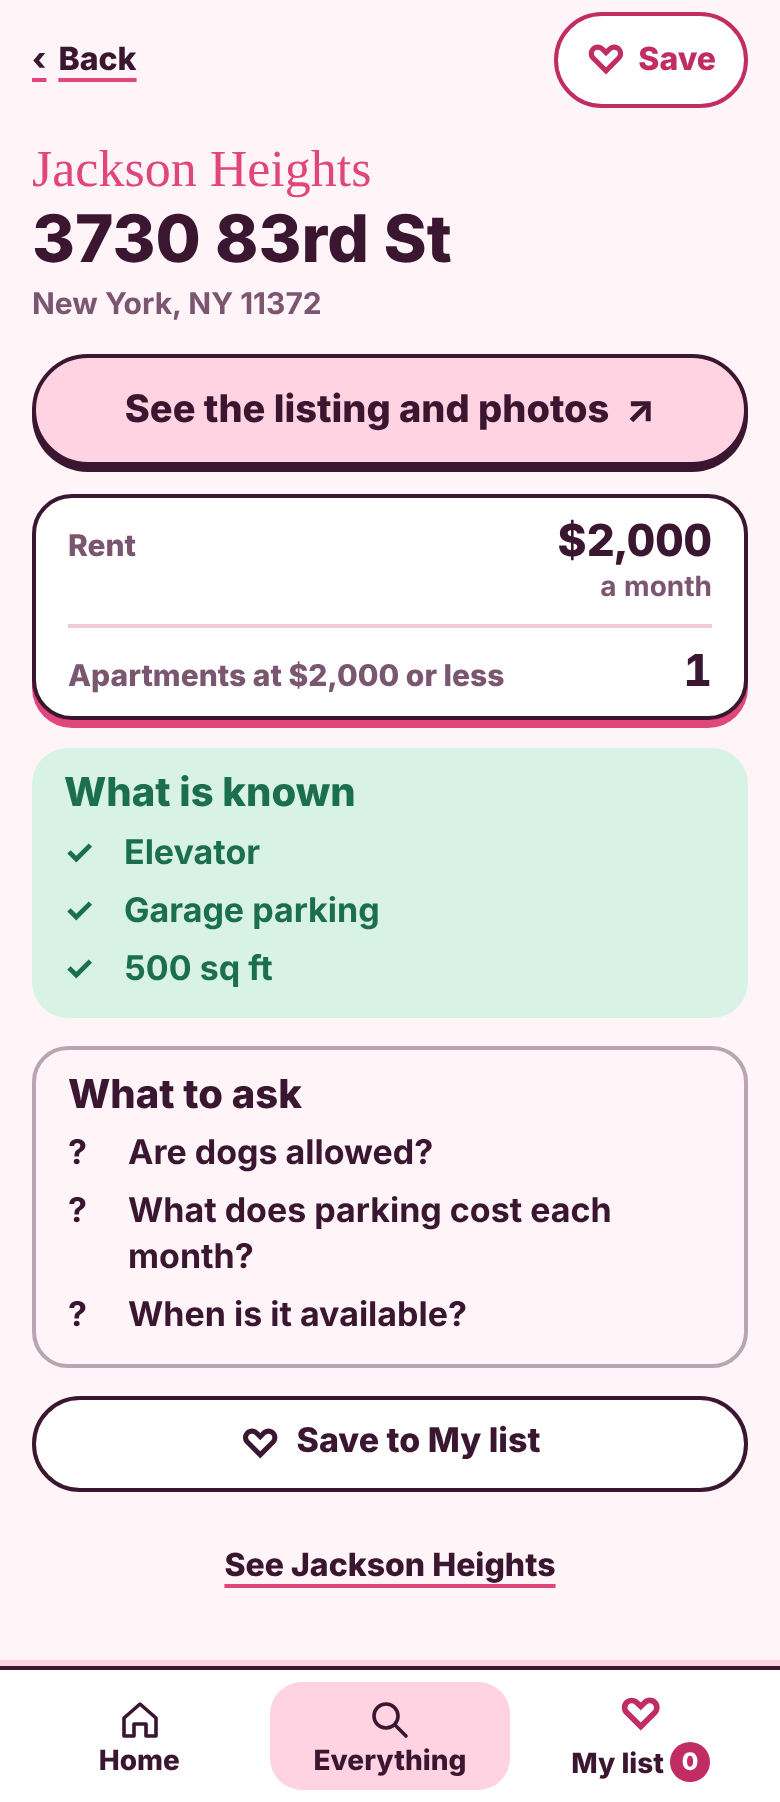 ‹ Back
Save
Jackson Heights
3730 83rd St
New York, NY 11372
See the listing and photos ↗
Rent
$2,000
a month
Apartments at $2,000 or less
1
What is known
✓ Elevator
✓ Garage parking
✓ 500 sq ft
What to ask
? Are dogs allowed?
? What does parking cost each
month?
? When is it available?
Save to My list
See Jackson Heights
Home
Everything
My list 0